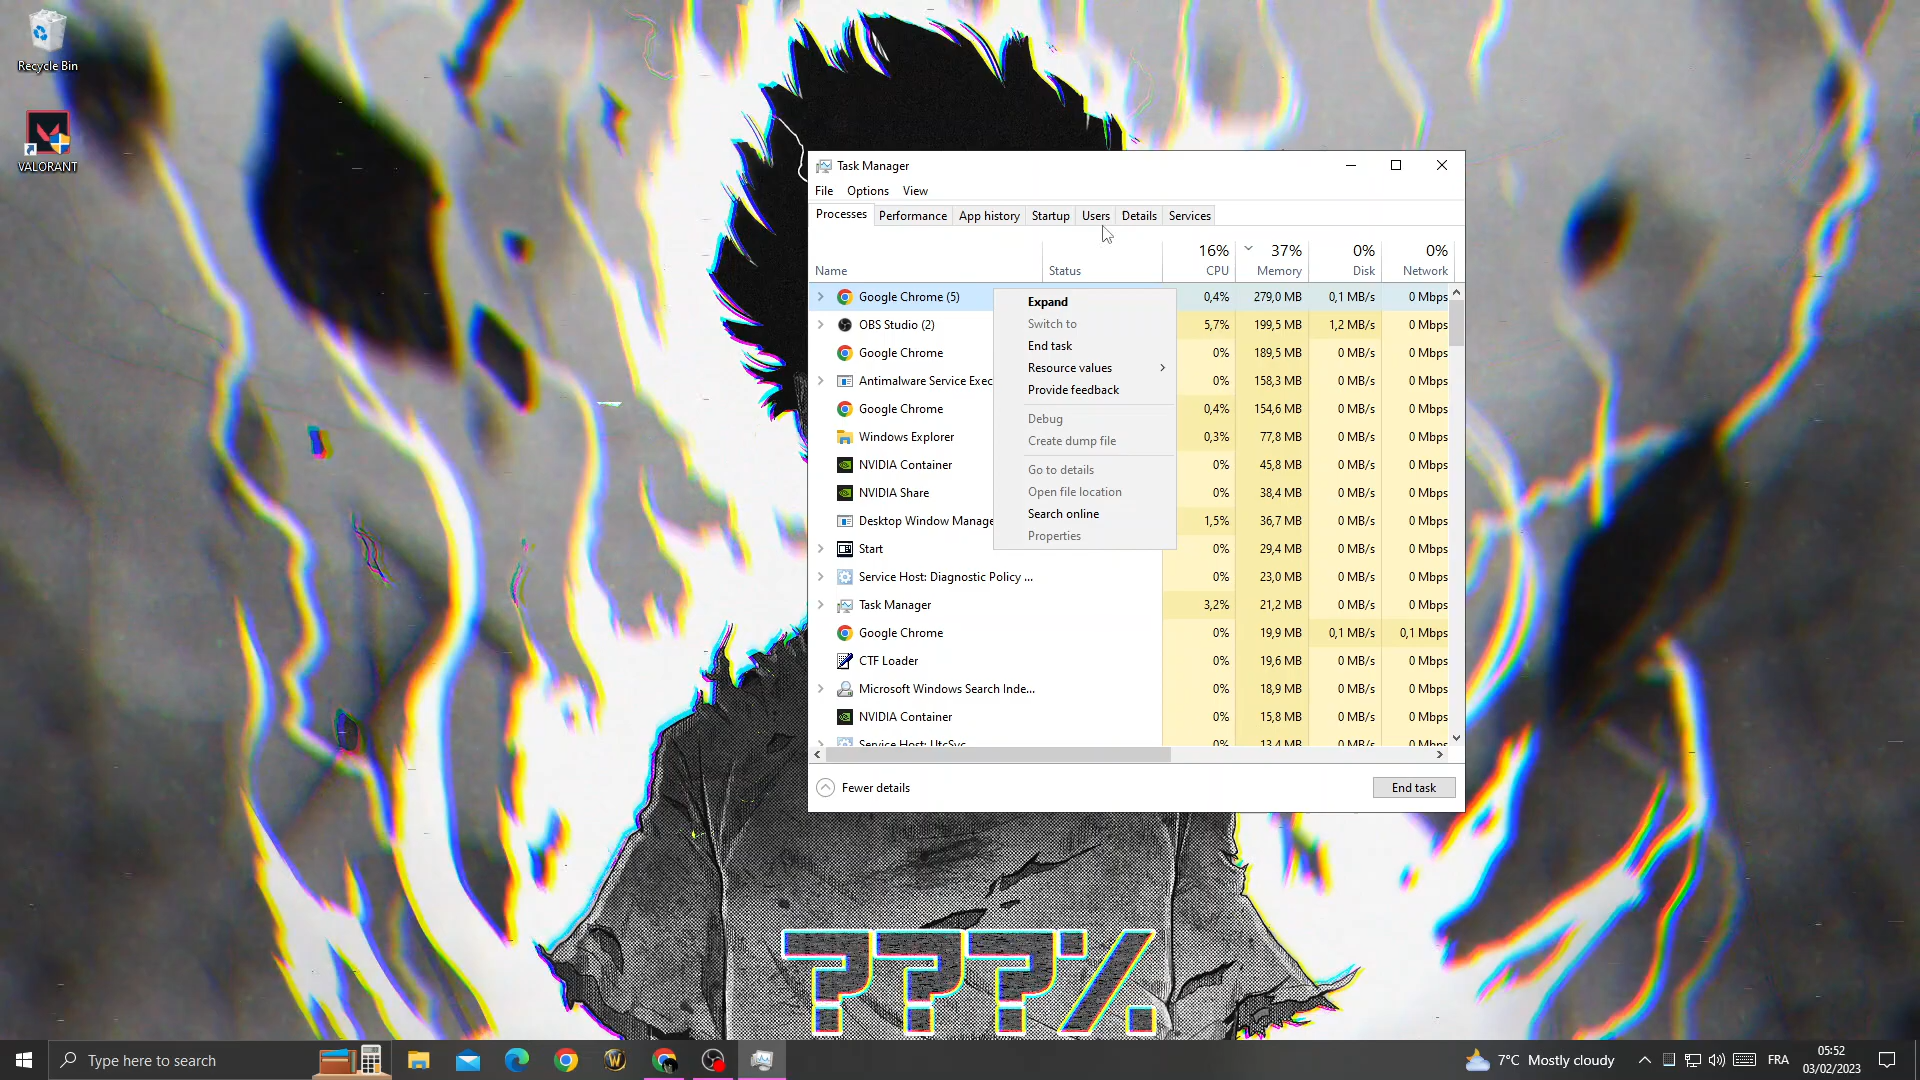 Recycle Bin
VALORANT
Task Manager
File Options View
Processes Performance App history Startup Users Details Services
16% 37% 0% 0%
Name Status CPU Memory Disk Network
Google Chrome (5) 0,4% 279,0 MB 0,1 MB/s 0 Mbps
OBS Studio (2) 5,7% 199,5 MB 1,2 MB/s 0 Mbps
Google Chrome 0% 189,5 MB 0 MB/s 0 Mbps
Antimalware Service Exec 0% 158,3 MB 0 MB/s 0 Mbps
Google Chrome 0,4% 154,6 MB 0 MB/s 0 Mbps
Windows Explorer 0,3% 77,8 MB 0 MB/s 0 Mbps
NVIDIA Container 0% 45,8 MB 0 MB/s 0 Mbps
NVIDIA Share 0% 38,4 MB 0 MB/s 0 Mbps
Desktop Window Manage 1,5% 36,7 MB 0 MB/s 0 Mbps
Start 0% 29,4 MB 0 MB/s 0 Mbps
Service Host: Diagnostic Policy ... 0% 23,0 MB 0 MB/s 0 Mbps
Task Manager 3,2% 21,2 MB 0 MB/s 0 Mbps
Google Chrome 0% 19,9 MB 0,1 MB/s 0,1 Mbps
CTF Loader 0% 19,6 MB 0 MB/s 0 Mbps
Microsoft Windows Search Inde... 0% 18,9 MB 0 MB/s 0 Mbps
NVIDIA Container 0% 15,8 MB 0 MB/s 0 Mbps
Service Host: UtcSvc 0% 13,4 MB 0 MB/s 0 Mbps
Expand
Switch to
End task
Resource values
Provide feedback
Debug
Create dump file
Go to details
Open file location
Search online
Properties
Fewer details End task
???%
Type here to search
7°C Mostly cloudy
FRA
05:52
03/02/2023